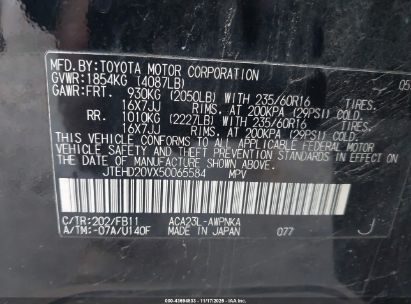 MFD.BY:TOYOTA MOTOR CORPORATION 05
GVWR:1854KG (4087LB)
GAWR:FRT. 930KG (2050LB) WITH 235/60R16 TIRES.
16X7JJ RIMS, AT 200KPA (29PSI) COLD
RR. 1010KG (2227LB) WITH 235/60R16 TIRES.
16X7JJ RIMS, AT 200KPA (29PSI) COLD
THIS VEHICLE CONFORMS TO ALL APPLICABLE FEDERAL MOTOR
VEHICLE SAFETY STANDARDS IN EFFECT ON THE DATE OF
MANUFACTURE SHOWN ABOVE.
JTEHD20VX50065584 MPV
C/TR:202/FB11 ACA23L-AWPNKA
A/TM:-07A/U140F MADE IN JAPAN 077 J